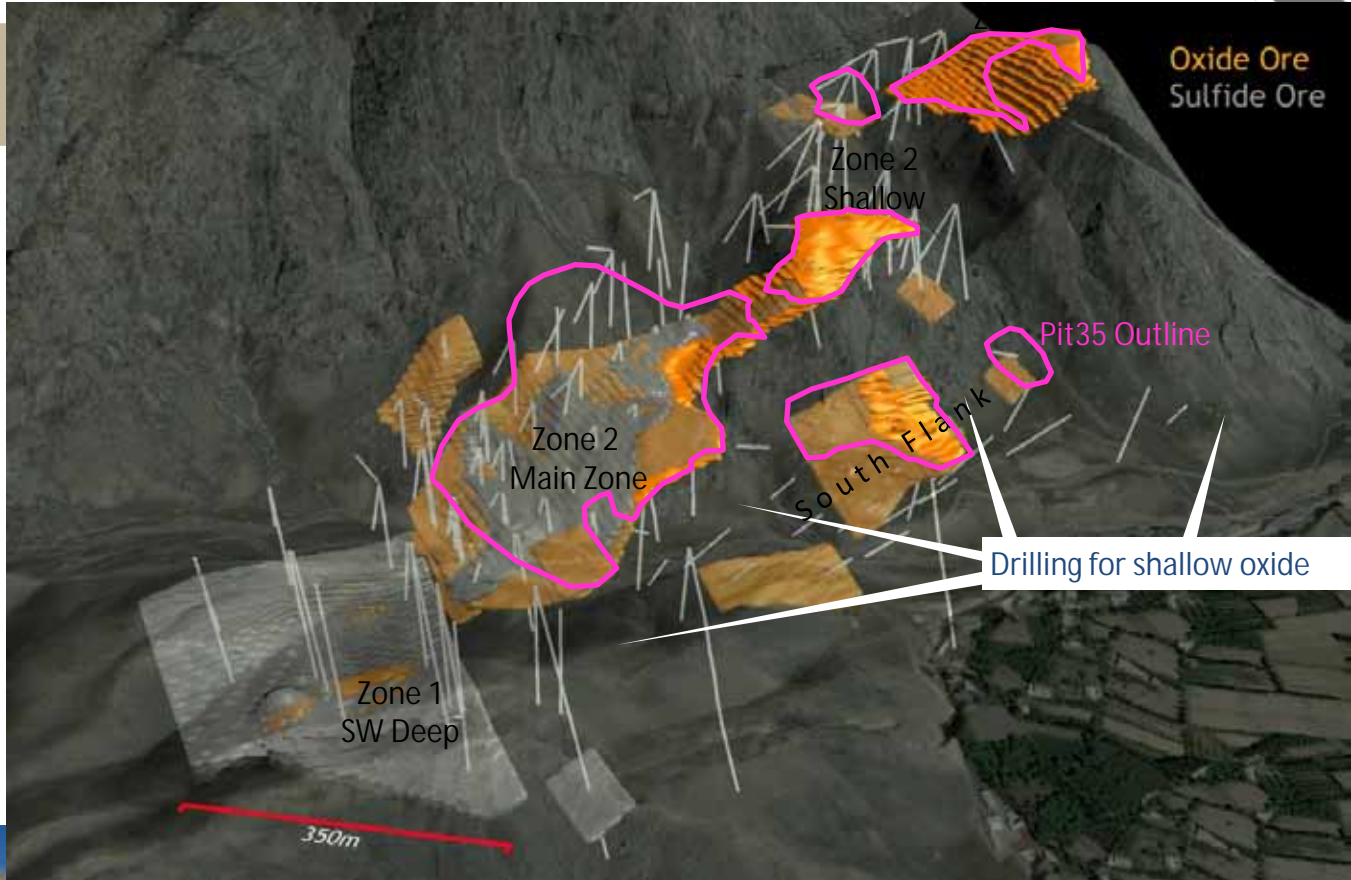 Oxide Ore
Sulfide Ore
Zone 2
Shallow
Pit35 Outline
South Flank
Zone 2
Main Zone
Drilling for shallow oxide
Zone 1
SW Deep
350m